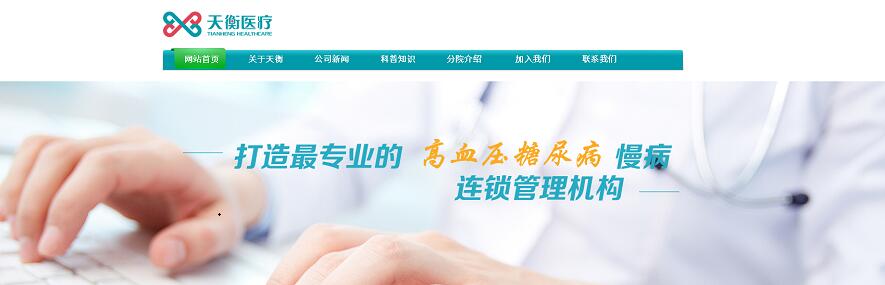 天衡医疗
TIANHENG HEALTHCARE
网站首页 关于天衡 公司新闻 科普知识 分院介绍 加入我们 联系我们
打造最专业的 高血压糖尿病 慢病
连锁管理机构